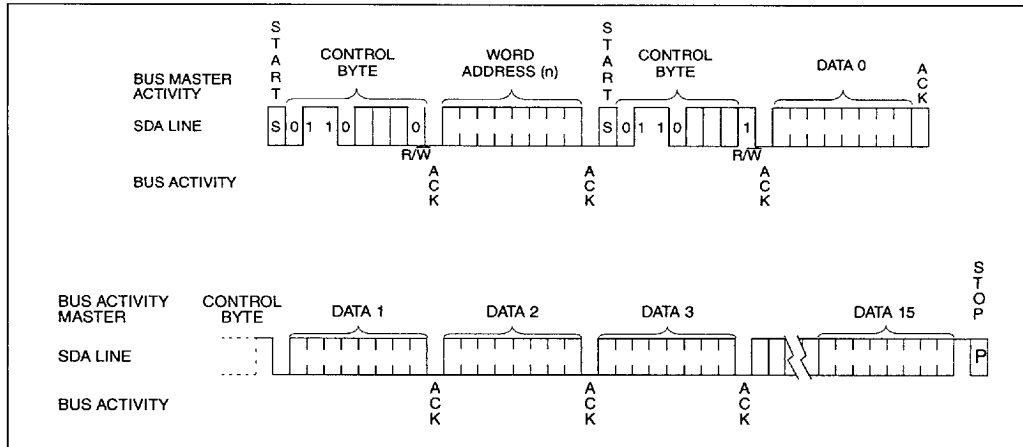 START
CONTROL BYTE
WORD ADDRESS (n)
START
CONTROL BYTE
DATA 0
ACK
BUS MASTER ACTIVITY
SDA LINE
S 0 1 1 0 0
S 0 1 1 0 1
R/W
R/W
BUS ACTIVITY
ACK
ACK
ACK
STOP
BUS ACTIVITY MASTER
CONTROL BYTE
DATA 1
DATA 2
DATA 3
DATA 15
SDA LINE
P
BUS ACTIVITY
ACK
ACK
ACK